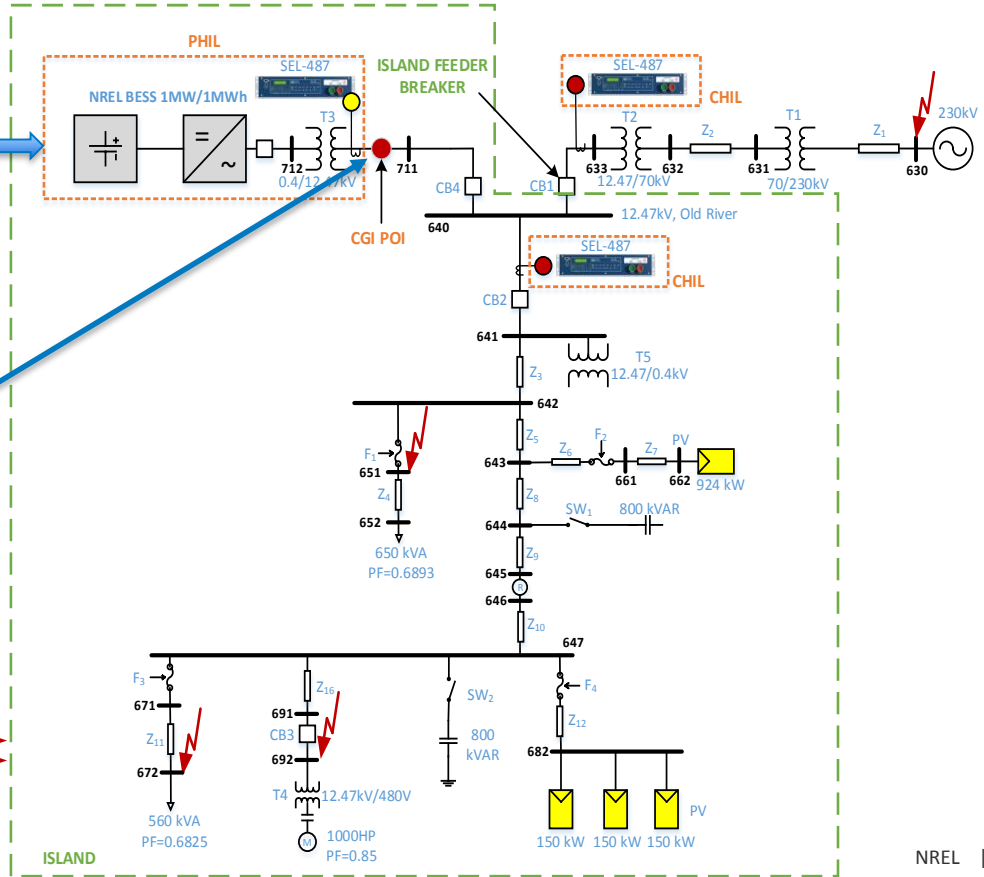 PHIL
SEL-487
NREL BESS 1MW/1MWh
T3
712
0.4/12.47kV
711
CGI POI
CB4
ISLAND FEEDER
BREAKER
SEL-487
CHIL
T2
Z2
T1
Z1
230kV
633
632
631
630
12.47/70kV
70/230kV
CB1
12.47kV, Old River
640
SEL-487
CHIL
CB2
641
T5
12.47/0.4kV
Z3
642
Z5
F1
651
Z4
652
650 kVA
PF=0.6893
643
Z6
F2
661
Z7
PV
662
924 kW
Z8
644
SW1
800 kVAR
Z9
645
R
646
Z10
647
F3
671
Z11
672
560 kVA
PF=0.6825
Z16
691
CB3
692
T4
12.47kV/480V
M
1000HP
PF=0.85
SW2
800
kVAR
F4
Z12
682
PV
150 kW
150 kW
150 kW
ISLAND
NREL |